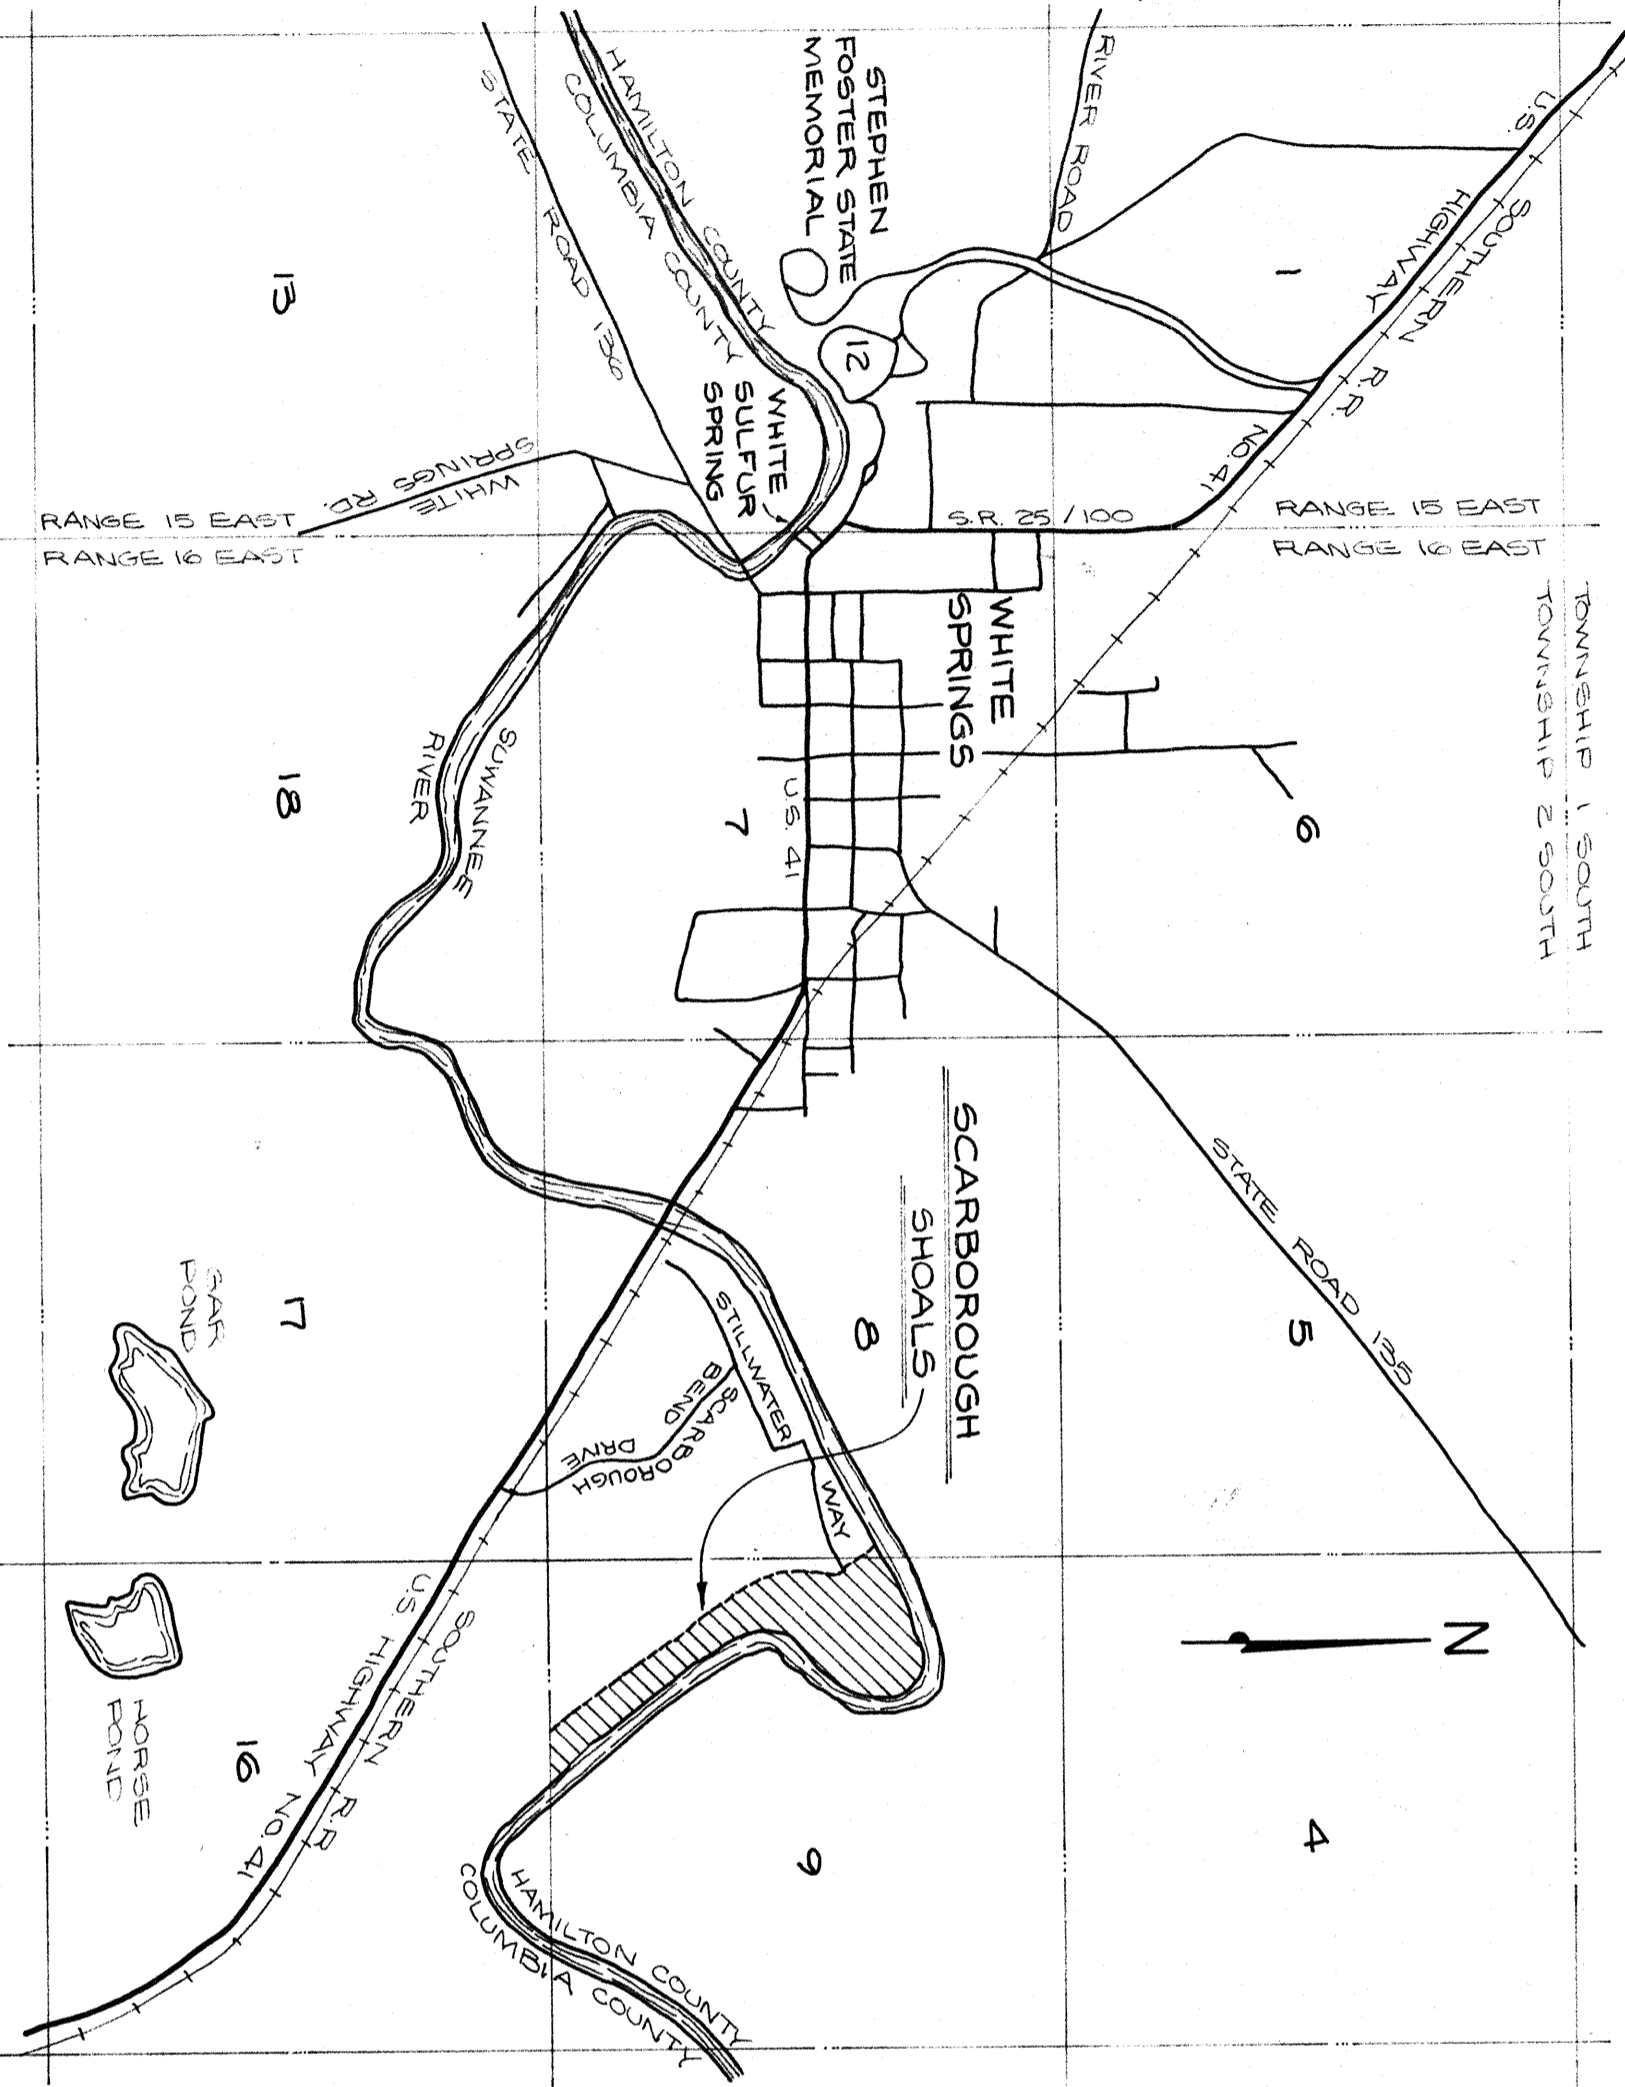 STEPHEN
FOSTER STATE
MEMORIAL
RIVER ROAD
U.S.
HIGHWAY
NO. 41
SOUTHERN R.R.
HAMILTON COUNTY
COLUMBIA COUNTY
STATE
ROAD 136
1
12
13
WHITE
SULFUR
SPRING
WHITE
SPRINGS RD.
S.R. 25/100
RANGE 15 EAST
RANGE 16 EAST
RANGE 15 EAST
RANGE 16 EAST
TOWNSHIP 1 SOUTH
TOWNSHIP 2 SOUTH
WHITE
SPRINGS
6
U.S. 41
7
18
SUWANNEE
RIVER
SCARBOROUGH
SHOALS
STATE ROAD 135
5
8
17
STILLWATER
WAY
SCARBOROUGH
BEND
DRIVE
GAR
POND
HORSE
POND
N
U.S. HIGHWAY NO. 41
SOUTHERN R.R
16
9
4
HAMILTON COUNTY
COLUMBIA COUNTY